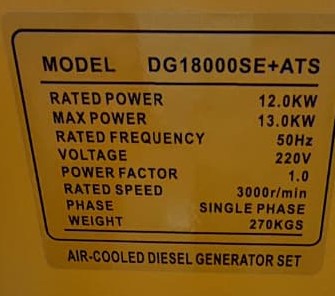 MODEL DG18000SE+ATS
RATED POWER 12.0KW
MAX POWER 13.0KW
RATED FREQUENCY 50Hz
VOLTAGE 220V
POWER FACTOR 1.0
RATED SPEED 3000r/min
PHASE SINGLE PHASE
WEIGHT 270KGS
AIR-COOLED DIESEL GENERATOR SET